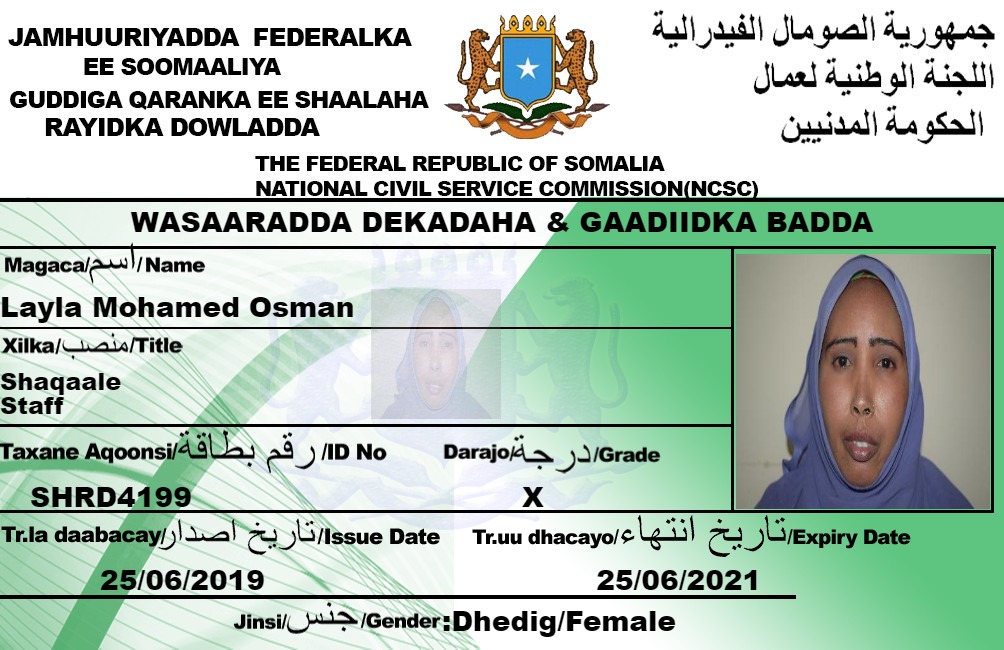 JAMHUURIYADDA FEDERALKA
EE SOOMAALIYA
GUDDIGA QARANKA EE SHAALAHA
RAYIDKA DOWLADDA
جمهورية الصومال الفيدرالية
اللجنة الوطنية لعمال
الحكومة المدنيين
THE FEDERAL REPUBLIC OF SOMALIA
NATIONAL CIVIL SERVICE COMMISSION(NCSC)
WASAARADDA DEKADAHA & GAADIIDKA BADDA
Magaca/اسم/Name
Layla Mohamed Osman
Xilka/منصب/Title
Shaqaale
Staff
Taxane Aqoonsi/رقم بطاقة/ID No
SHRD4199
Darajo/درجة/Grade
X
Tr.la daabacay/تاريخ اصدار/Issue Date
25/06/2019
Tr.uu dhacayo/تاريخ انتهاء/Expiry Date
25/06/2021
Jinsi/جنس/Gender:Dhedig/Female